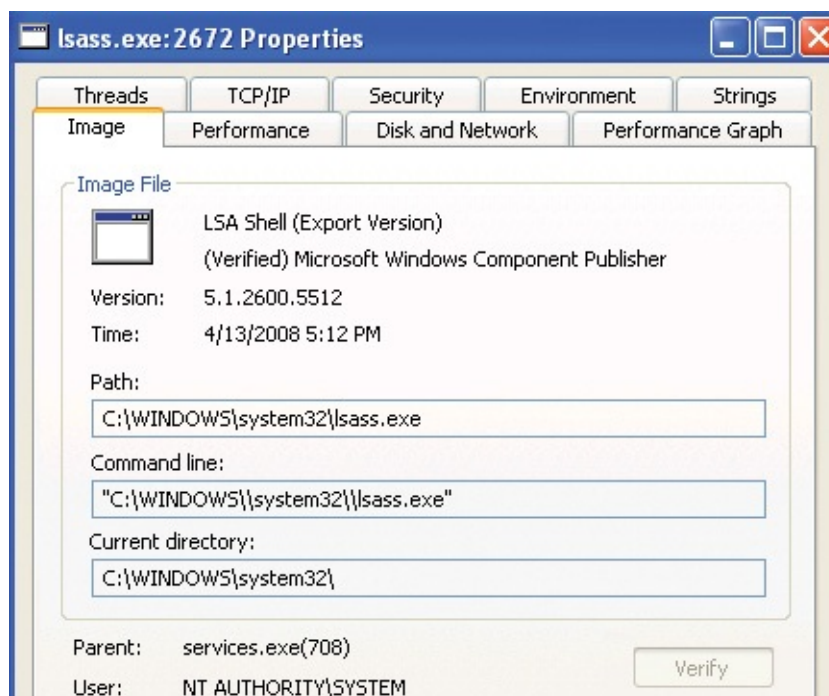 lsass.exe:2672 Properties
Threads TCP/IP Security Environment Strings
Image Performance Disk and Network Performance Graph
Image File
LSA Shell (Export Version)
(Verified) Microsoft Windows Component Publisher
Version: 5.1.2600.5512
Time: 4/13/2008 5:12 PM
Path:
C:\WINDOWS\system32\lsass.exe
Command line:
"C:\WINDOWS\\system32\\lsass.exe"
Current directory:
C:\WINDOWS\system32\
Parent: services.exe(708)
Verify
User: NT AUTHORITY\SYSTEM